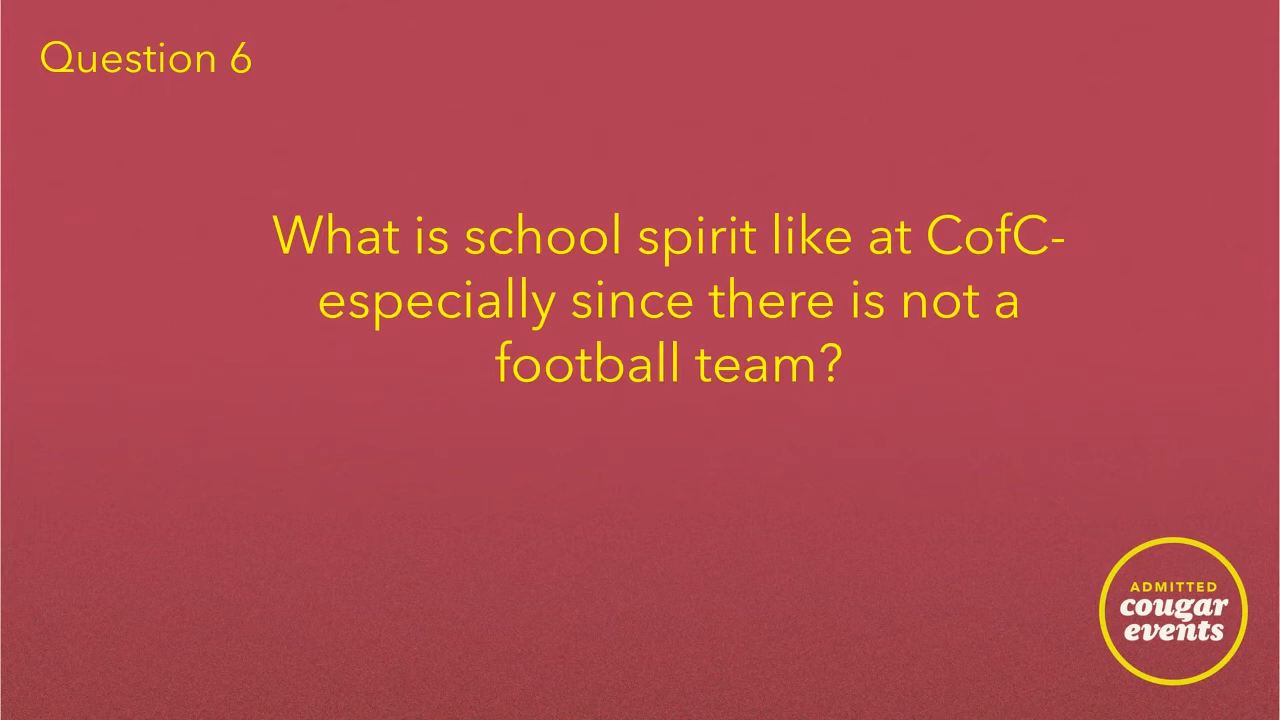 Question 6
What is school spirit like at CofC-
especially since there is not a
football team?
ADMITTED
cougar
events